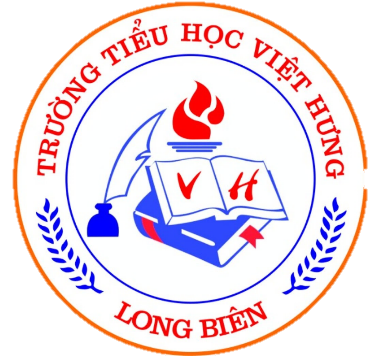 TRƯỜNG TIỂU HỌC VIỆT HƯNG
V H
LONG BIÊN